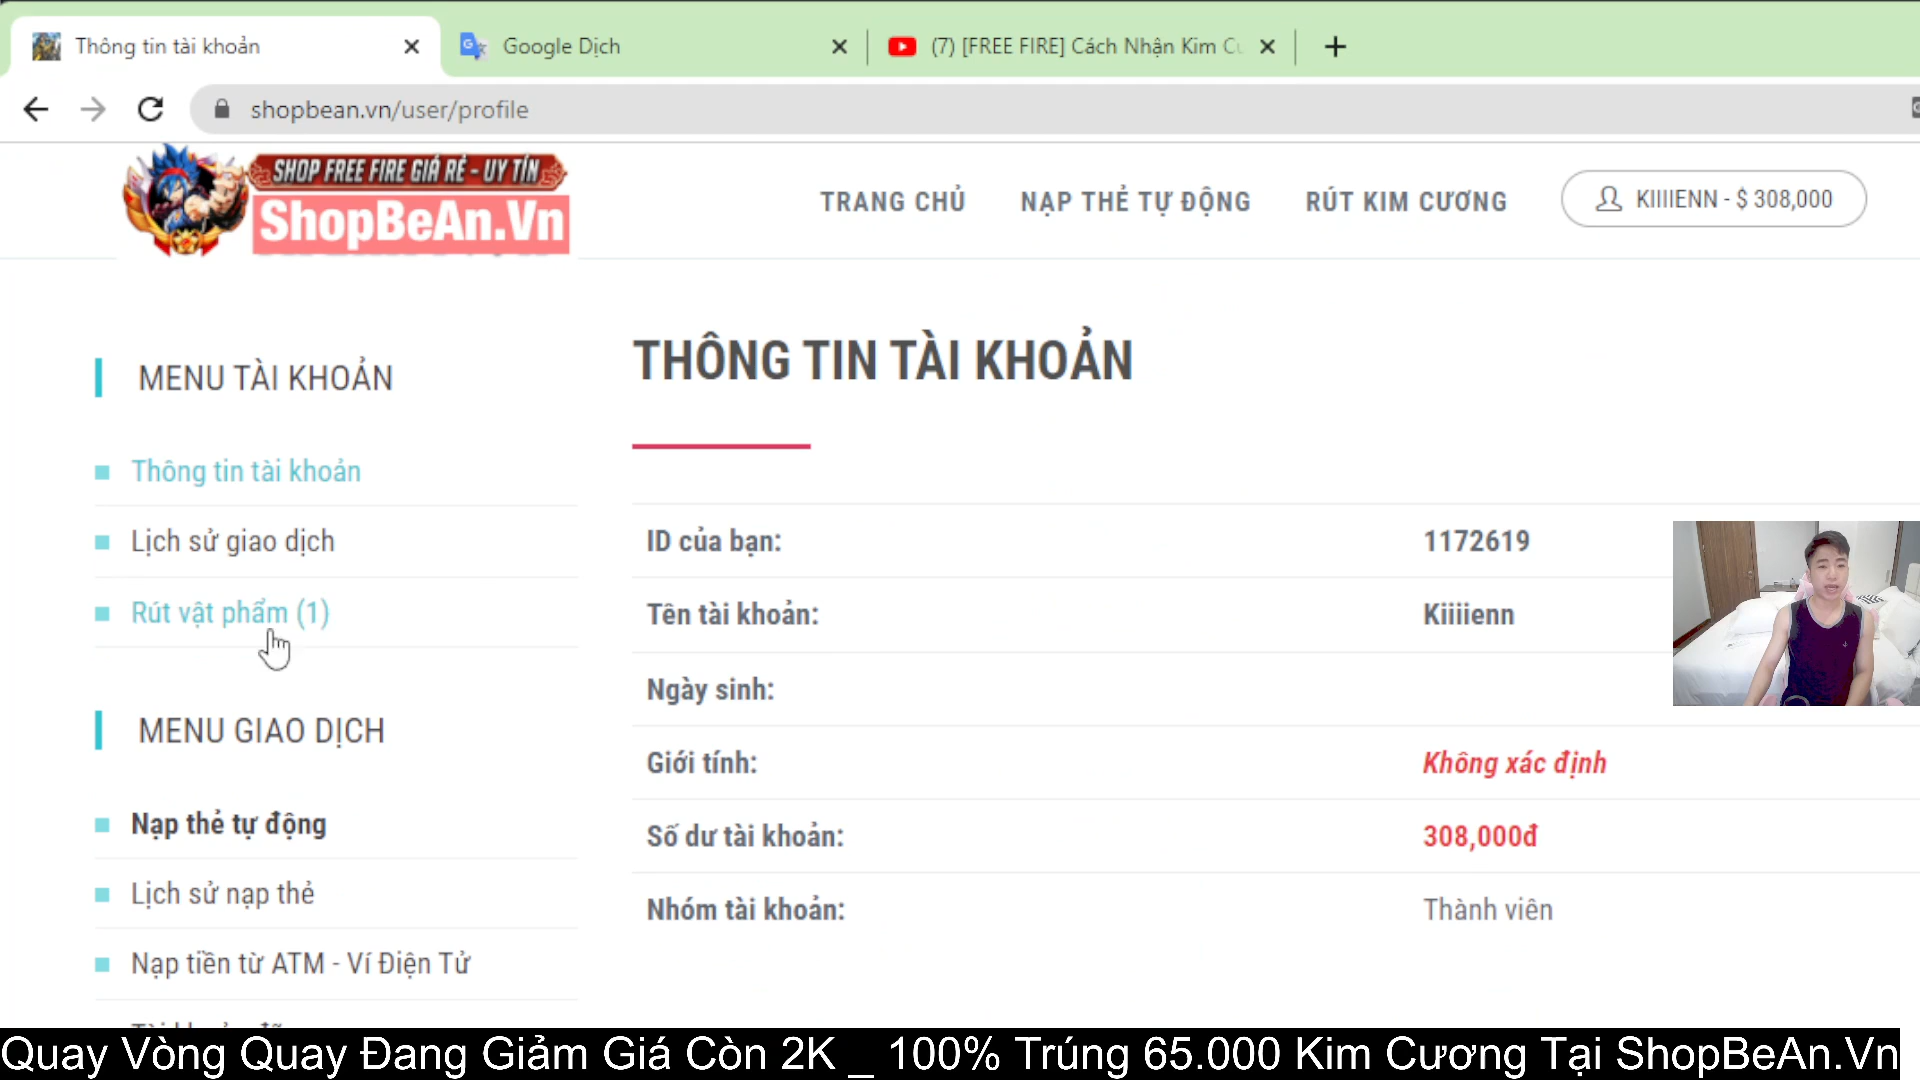 Thông tin tài khoản
Google Dịch
(7) [FREE FIRE] Cách Nhận Kim
shopbean.vn/user/profile
SHOP FREE FIRE GIÁ RẺ - UY TÍN
ShopBeAn.Vn
TRANG CHỦ
NẠP THẺ TỰ ĐỘNG
RÚT KIM CƯƠNG
KIIIIENN - $ 308,000
MENU TÀI KHOẢN
Thông tin tài khoản
Lịch sử giao dịch
Rút vật phẩm (1)
MENU GIAO DỊCH
Nạp thẻ tự động
Lịch sử nạp thẻ
Nạp tiền từ ATM - Ví Điện Tử
THÔNG TIN TÀI KHOẢN
ID của bạn: 1172619
Tên tài khoản: Kiiiienn
Ngày sinh:
Giới tính: Không xác định
Số dư tài khoản: 308,000đ
Nhóm tài khoản: Thành viên
Quay Vòng Quay Đang Giảm Giá Còn 2K _ 100% Trúng 65.000 Kim Cương Tại ShopBeAn.Vn